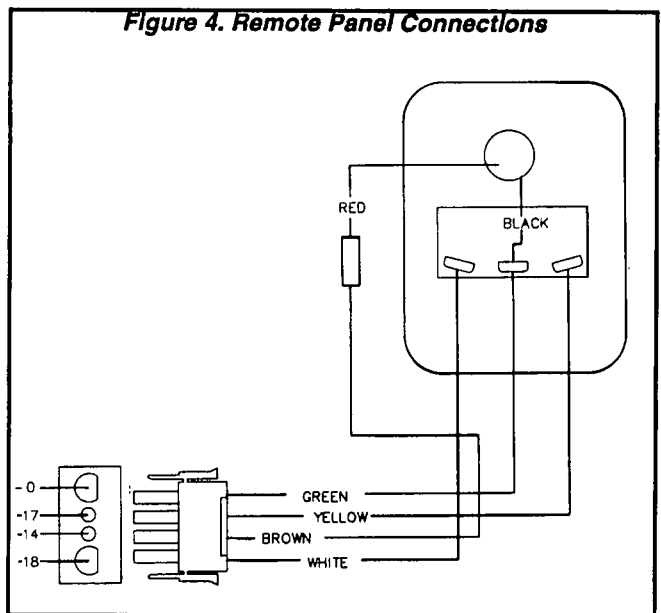 Figure 4. Remote Panel Connections
RED
BLACK
-0
-17
-14
-18
GREEN
YELLOW
BROWN
WHITE